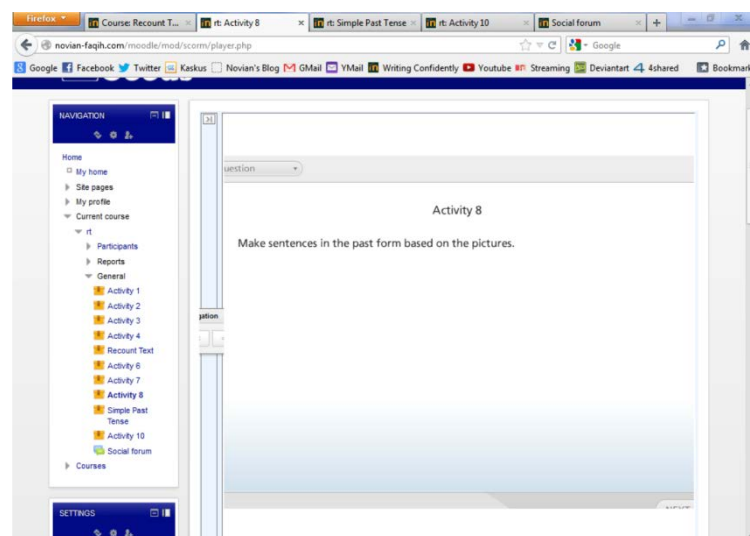 Firefox
Course: Recount T...
rt: Activity 8
rt: Simple Past Tense
rt: Activity 10
Social forum
novian-faqih.com/moodle/mod/scorm/player.php
Google
Google Facebook Twitter Kaskus Novian's Blog GMail YMail Writing Confidently Youtube Streaming Deviantart 4shared Bookmark
NAVIGATION
Home
My home
Site pages
My profile
Current course
rt
Participants
Reports
General
Activity 1
Activity 2
Activity 3
Activity 4
Recount Text
Activity 6
Activity 7
Activity 8
Simple Past
Tense
Activity 10
Social forum
Courses
SETTINGS
uestion
gation
Activity 8
Make sentences in the past form based on the pictures.
NEXT